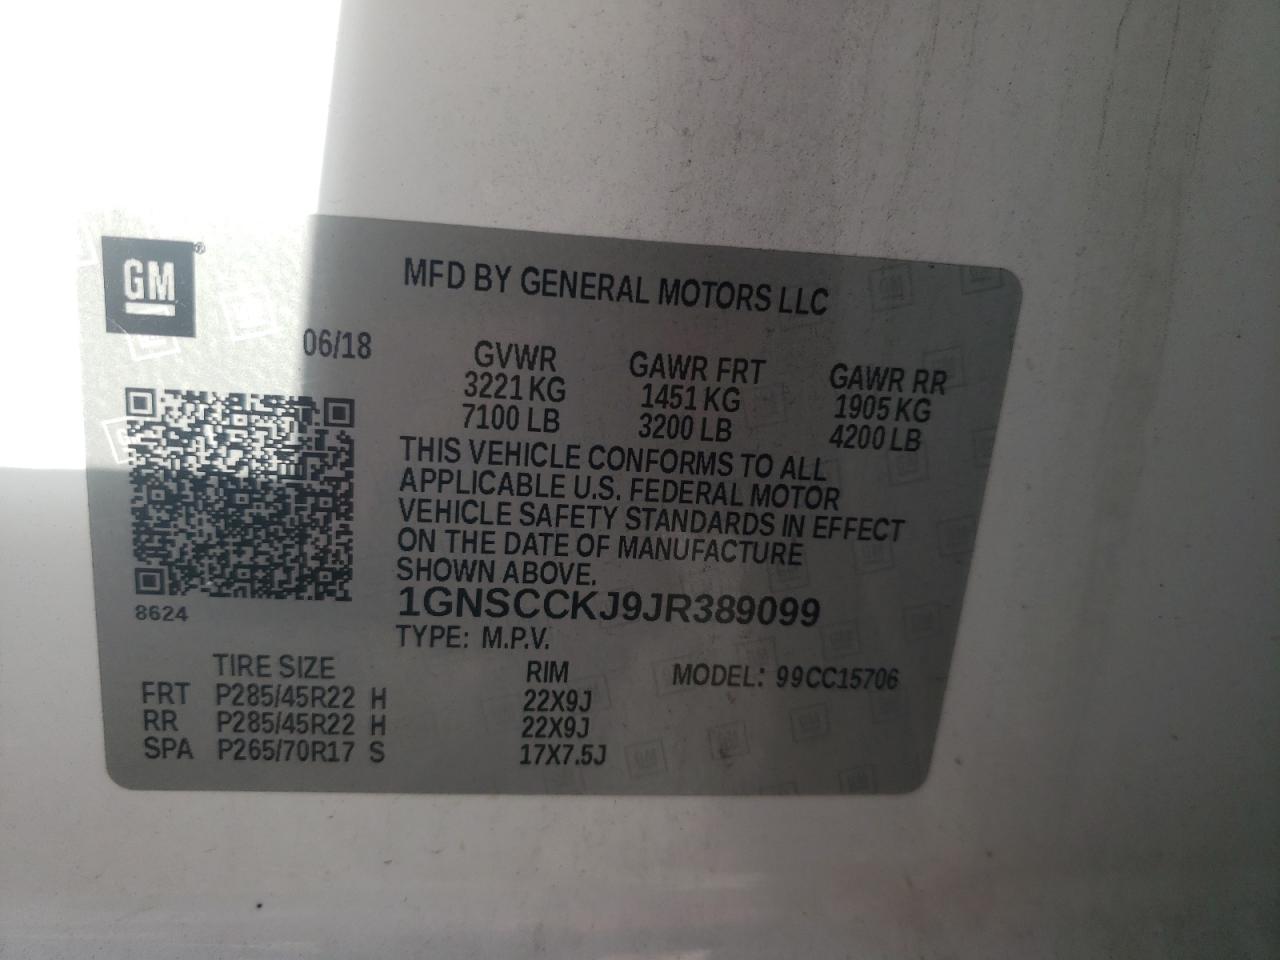 GM®
MFD BY GENERAL MOTORS LLC
06/18
GVWR GAWR FRT GAWR RR
3221 KG 1451 KG 1905 KG
7100 LB 3200 LB 4200 LB
THIS VEHICLE CONFORMS TO ALL
APPLICABLE U.S. FEDERAL MOTOR
VEHICLE SAFETY STANDARDS IN EFFECT
ON THE DATE OF MANUFACTURE
SHOWN ABOVE.
1GNSCCKJ9JR389099
8624
TYPE: M.P.V.
TIRE SIZE RIM MODEL: 99CC15706
FRT P285/45R22 H 22X9J
RR P285/45R22 H 22X9J
SPA P265/70R17 S 17X7.5J